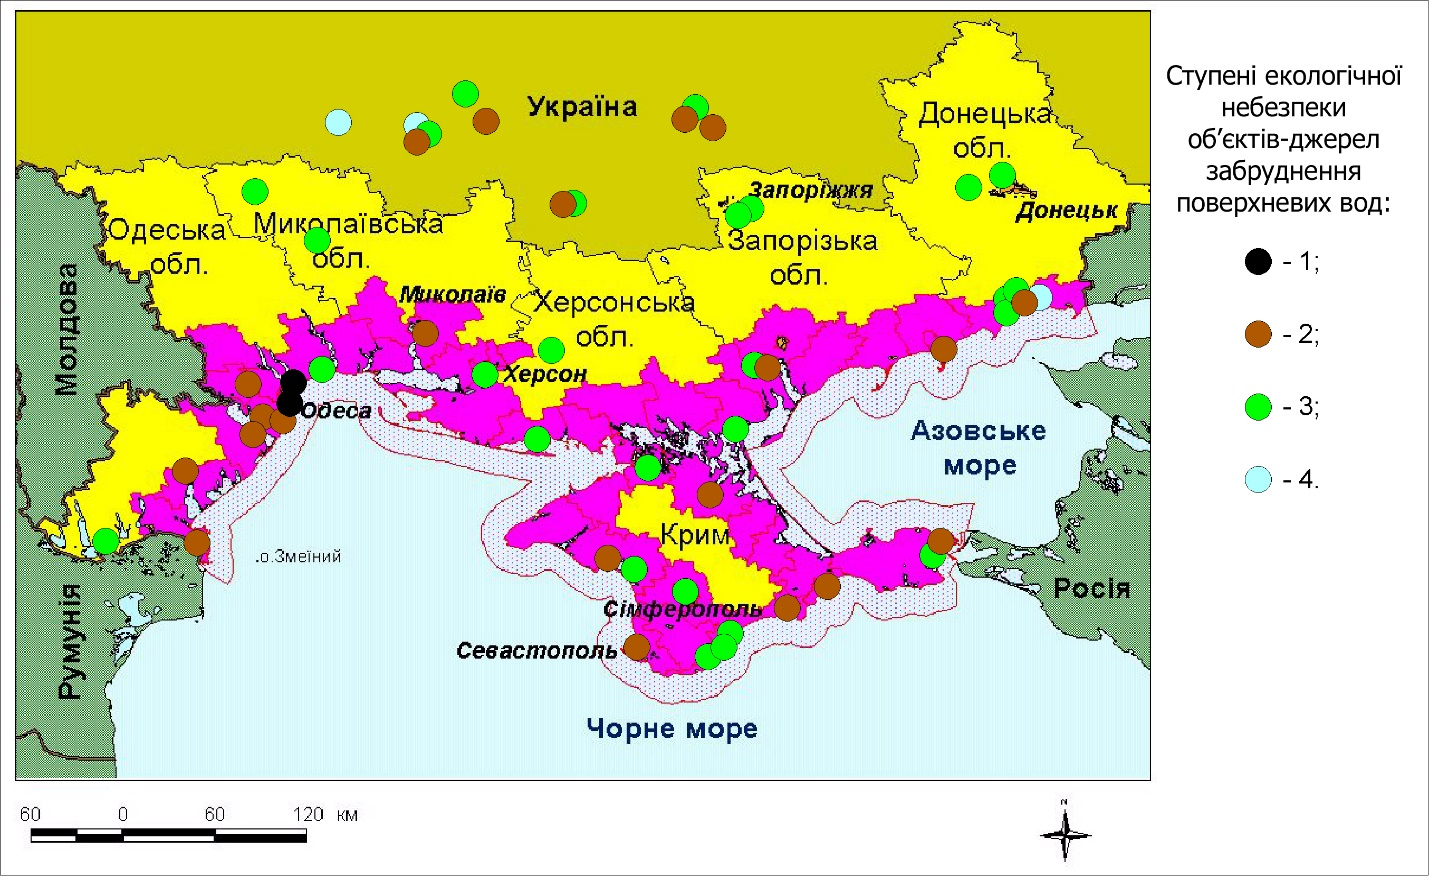 Україна
Донецька
обл.
Запоріжжя
Донецьк
Одеська
обл.
Миколаївська
обл.
Запорізька
обл.
Молдова
Миколаїв
Херсонська
обл.
Херсон
Одеса
Азовське
море
Крим
о.Змеїний
Сімферополь
Севастополь
Румунія
Росія
Чорне море
Ступені екологічної
небезпеки
об’єктів-джерел
забруднення
поверхневих вод:
- 1;
- 2;
- 3;
- 4.
60 0 60 120 км
N